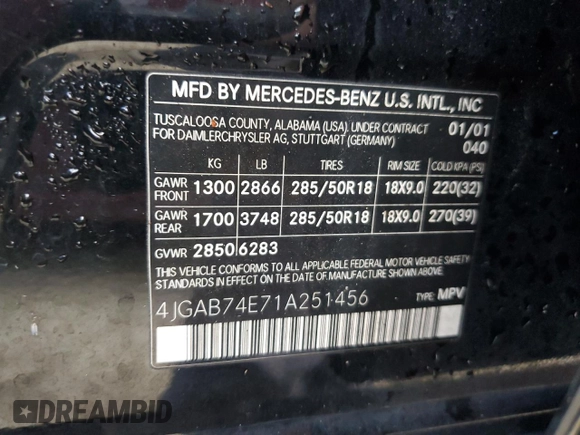 MFD BY MERCEDES-BENZ U.S. INTL., INC
TUSCALOOSA COUNTY, ALABAMA (USA). UNDER CONTRACT 01/01
FOR DAIMLERCHRYSLER AG, STUTTGART (GERMANY) 040
KG LB TIRES RIM SIZE COLD KPA (PSI)
GAWR FRONT 1300 2866 285/50R18 18X9.0 220(32)
GAWR REAR 1700 3748 285/50R18 18X9.0 270(39)
GVWR 2850 6283
THIS VEHICLE CONFORMS TO ALL APPLICABLE FEDERAL MOTOR VEHICLE SAFETY
STANDARDS IN EFFECT ON THE DATE OF MANUFACTURE SHOWN ABOVE.
4JGAB74E71A251456 TYPE: MPV
DREAMBID